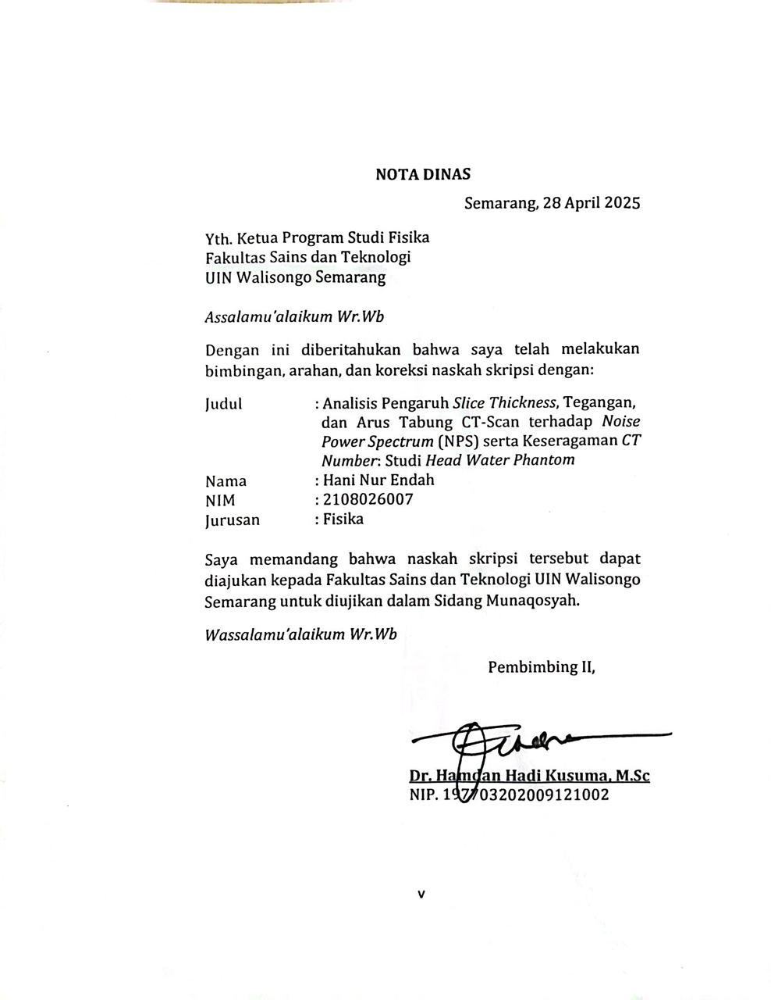 NOTA DINAS
Semarang, 28 April 2025
Yth. Ketua Program Studi Fisika
Fakultas Sains dan Teknologi
UIN Walisongo Semarang
Assalamu'alaikum Wr.Wb
Dengan ini diberitahukan bahwa saya telah melakukan
bimbingan, arahan, dan koreksi naskah skripsi dengan:
Judul : Analisis Pengaruh Slice Thickness, Tegangan,
dan Arus Tabung CT-Scan terhadap Noise
Power Spectrum (NPS) serta Keseragaman CT
Number: Studi Head Water Phantom
Nama : Hani Nur Endah
NIM : 2108026007
Jurusan : Fisika
Saya memandang bahwa naskah skripsi tersebut dapat
diajukan kepada Fakultas Sains dan Teknologi UIN Walisongo
Semarang untuk diujikan dalam Sidang Munaqosyah.
Wassalamu'alaikum Wr.Wb
Pembimbing II,
Dr. Hamdan Hadi Kusuma, M.Sc
NIP. 197703202009121002
v